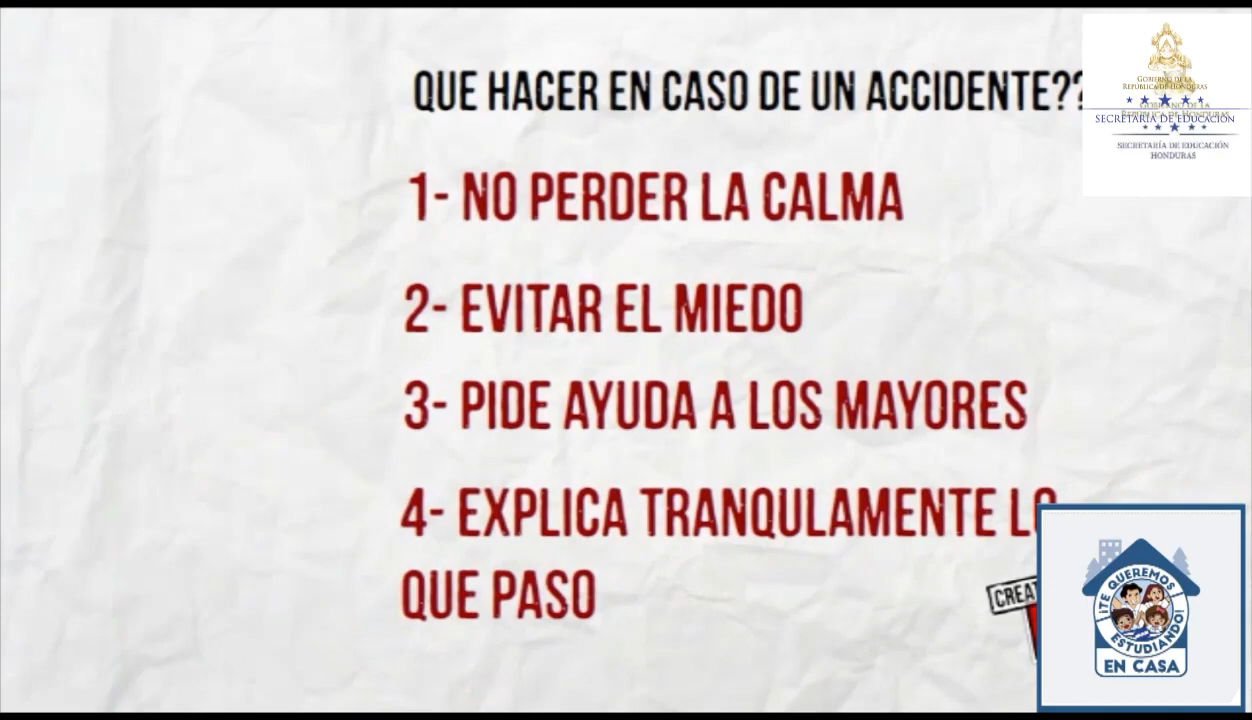 QUE HACER EN CASO DE UN ACCIDENTE??
GOBIERNO DE LA
REPÚBLICA DE HONDURAS
SECRETARÍA DE EDUCACIÓN
SECRETARÍA DE EDUCACIÓN
HONDURAS
1- NO PERDER LA CALMA
2- EVITAR EL MIEDO
3- PIDE AYUDA A LOS MAYORES
4- EXPLICA TRANQULAMENTE LO
QUE PASO
¡TE QUEREMOS
ESTUDIANDO!
EN CASA